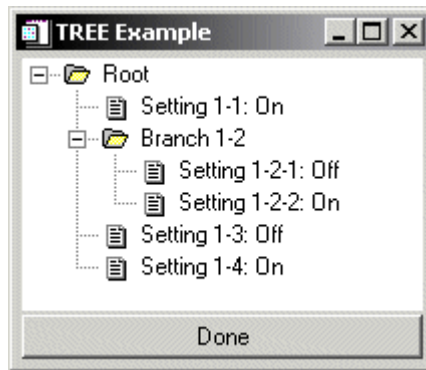 TREE Example
Root
Setting 1-1: On
Branch 1-2
Setting 1-2-1: Off
Setting 1-2-2: On
Setting 1-3: Off
Setting 1-4: On
Done